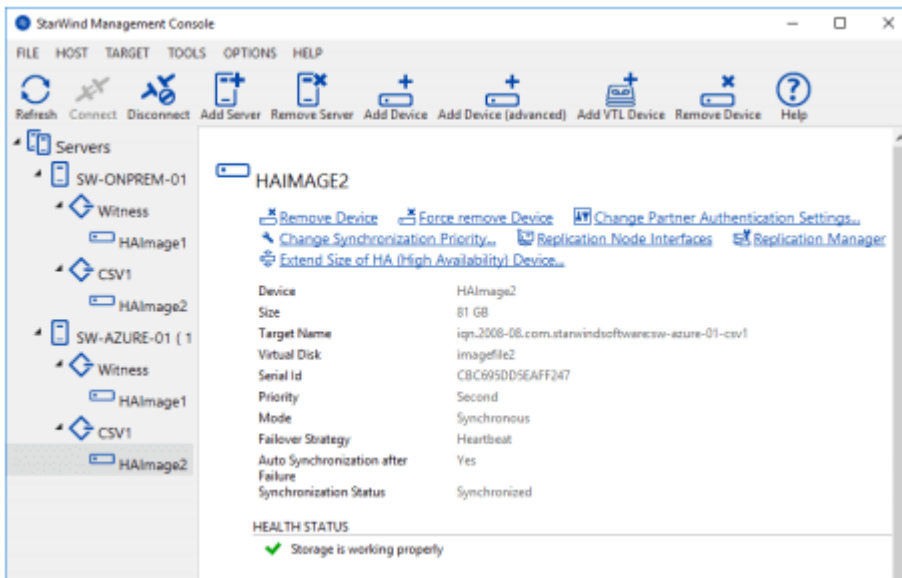 StarWind Management Console
FILE HOST TARGET TOOLS OPTIONS HELP
Refresh Connect Disconnect Add Server Remove Server Add Device Add Device (advanced) Add VTL Device Remove Device Help
Servers
SW-ONPREM-01
Witness
HAImage1
CSV1
HAImage2
SW-AZURE-01 ( 1
Witness
HAImage1
CSV1
HAImage2
HAIMAGE2
Remove Device Force remove Device Change Partner Authentication Settings...
Change Synchronization Priority... Replication Node Interfaces Replication Manager
Extend Size of HA (High Availability) Device...
Device HAImage2
Size 81 GB
Target Name iqn.2008-08.com.starwindsoftware:sw-azure-01-csv1
Virtual Disk imagefile2
Serial Id CBC695DD5EAFF247
Priority Second
Mode Synchronous
Failover Strategy Heartbeat
Auto Synchronization after Yes
Failure
Synchronization Status Synchronized
HEALTH STATUS
Storage is working properly